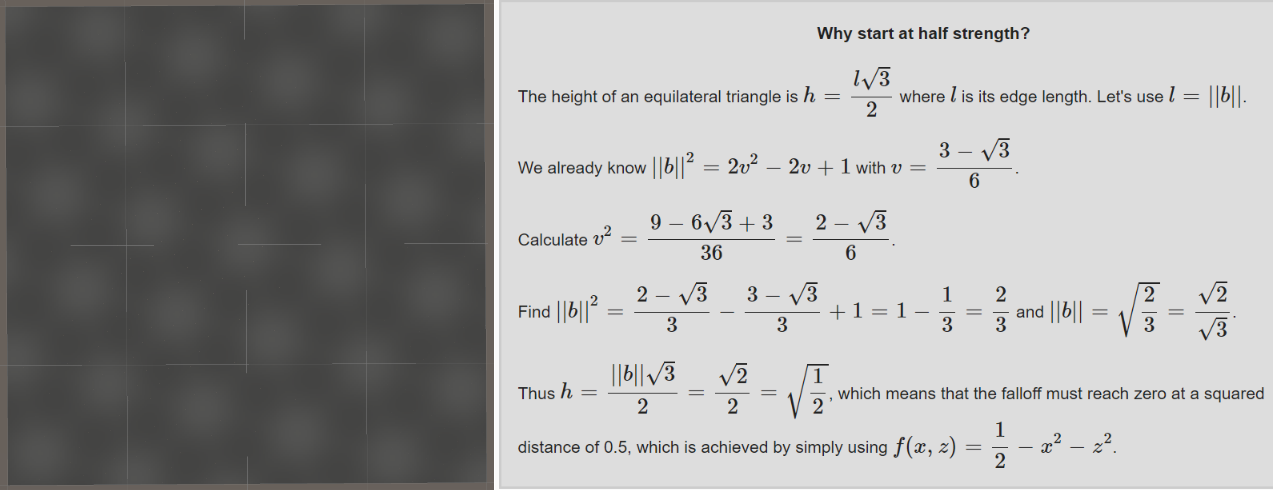 Why start at half strength?
The height of an equilateral triangle is h = \frac{l\sqrt{3}}{2} where l is its edge length. Let's use l = ||b||.
We already know ||b||^2 = 2v^2 − 2v + 1 with v = \frac{3 − \sqrt{3}}{6}.
Calculate v^2 = \frac{9 − 6\sqrt{3} + 3}{36} = \frac{2 − \sqrt{3}}{6}.
Find ||b||^2 = \frac{2 − \sqrt{3}}{3} − \frac{3 − \sqrt{3}}{3} + 1 = 1 − \frac{1}{3} = \frac{2}{3} and ||b|| = \sqrt{\frac{2}{3}} = \frac{\sqrt{2}}{\sqrt{3}}.
Thus h = \frac{||b||\sqrt{3}}{2} = \frac{\sqrt{2}}{2} = \sqrt{\frac{1}{2}}, which means that the falloff must reach zero at a squared
distance of 0.5, which is achieved by simply using f(x, z) = \frac{1}{2} − x^2 − z^2.